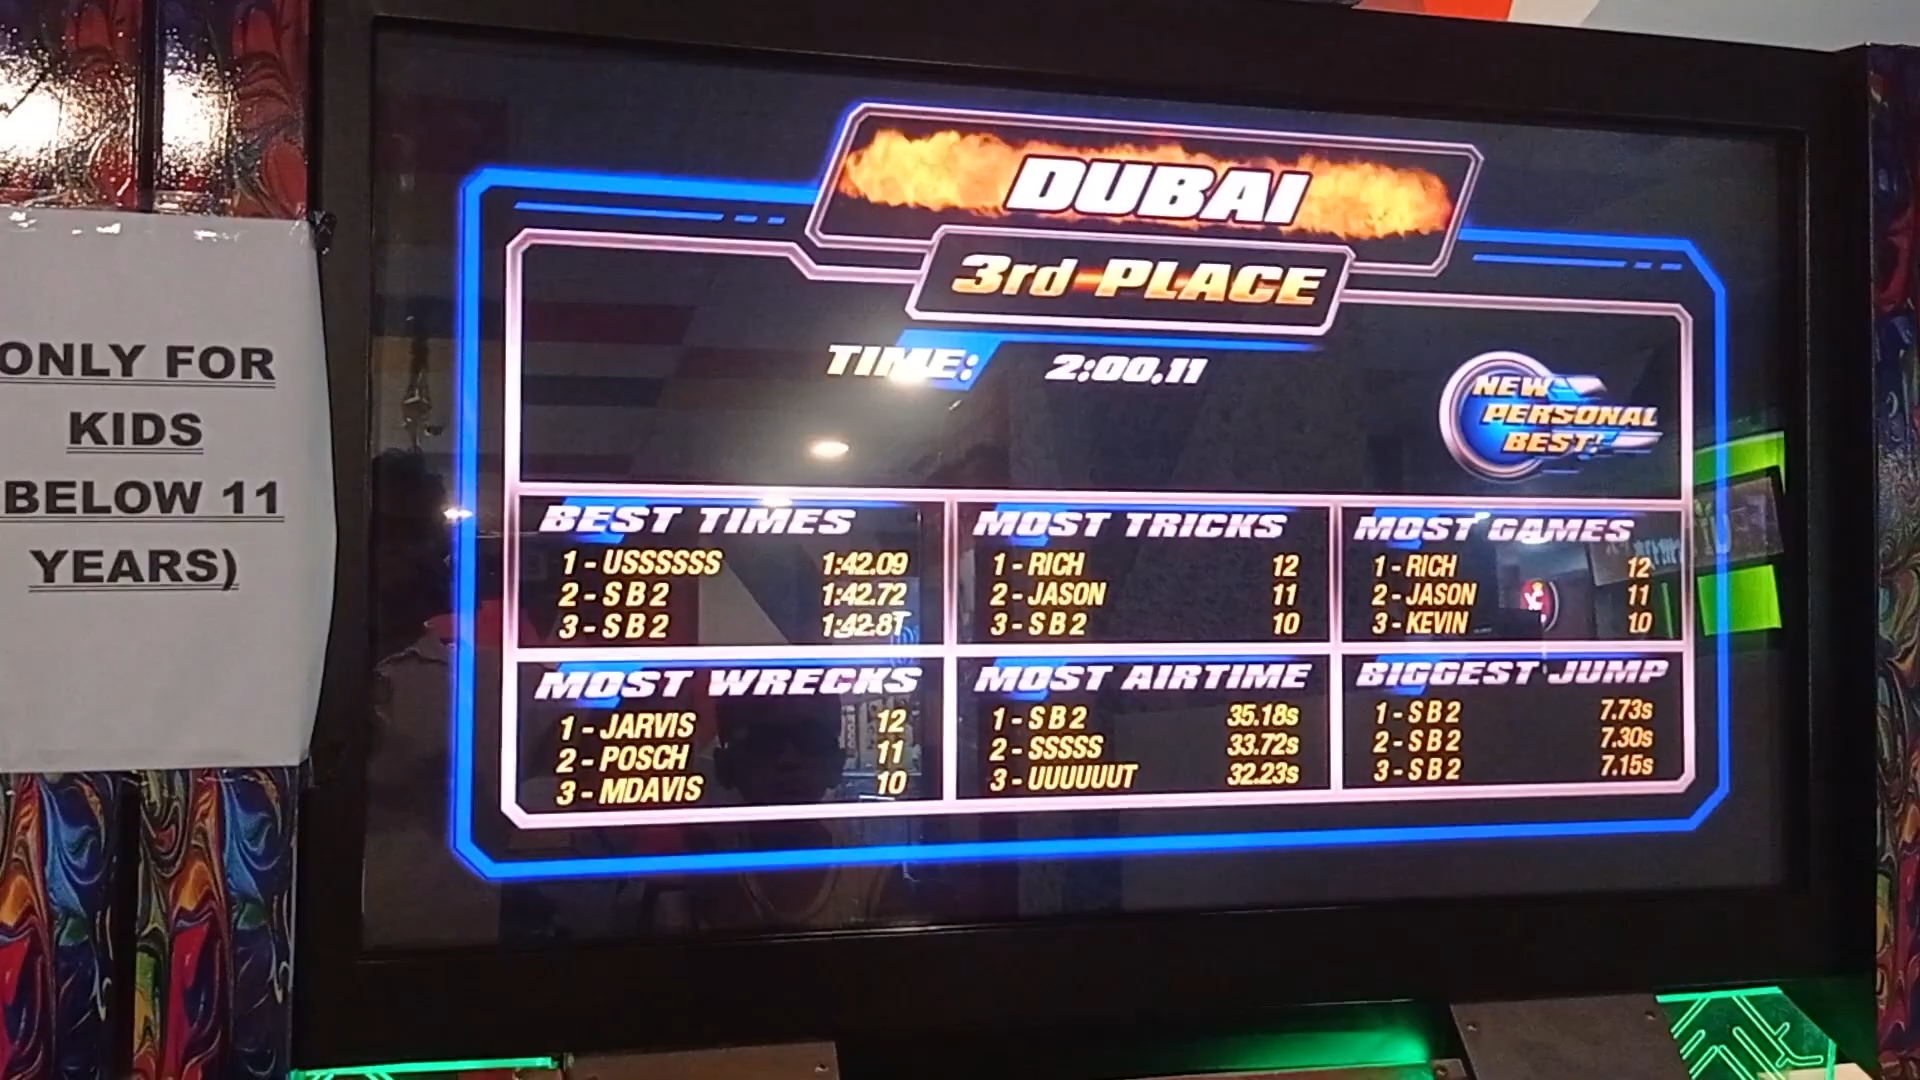 ONLY FOR
KIDS
BELOW 11
YEARS)
DUBAI
3rd PLACE
TIME: 2:00.11
NEW
PERSONAL
BEST!
BEST TIMES
1 - USSSSSS 1:42.09
2 - S B 2 1:42.72
3 - S B 2
MOST TRICKS
1 - RICH 12
2 - JASON 11
3 - S B 2 10
MOST GAMES
1 - RICH 12
2 - JASON 11
3 - KEVIN 10
MOST WRECKS
1 - JARVIS 12
2 - POSCH 11
3 - MDAVIS 10
MOST AIRTIME
1 - S B 2 35.18s
2 - SSSSS 33.72s
3 - UUUUUUT 32.23s
BIGGEST JUMP
1 - S B 2 7.73s
2 - S B 2 7.30s
3 - S B 2 7.15s